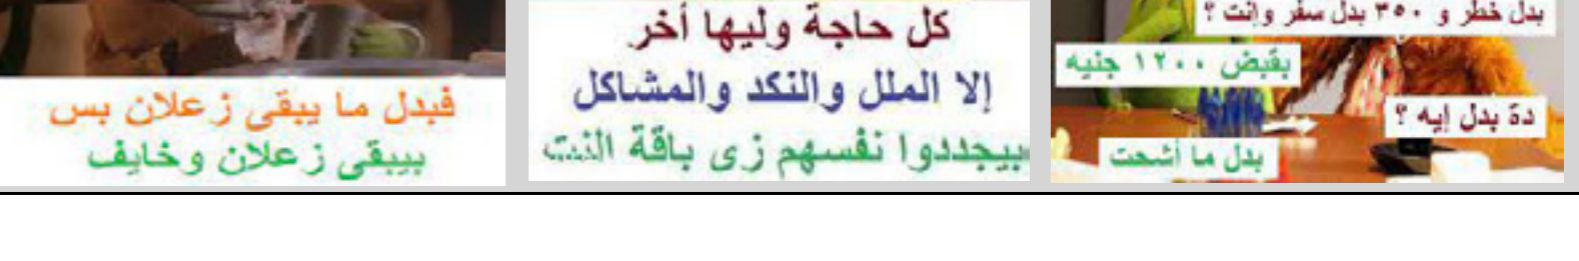 فبدل ما يبقى زعلان بس
بيبقى زعلان وخايف
كل حاجة وليها أخر
إلا الملل والنكد والمشاكل
بيجددوا نفسهم زى باقة النت
بدل خطر و ٣٥٠ بدل سفر وإنت ؟
بقبض ١٢٠٠ جنيه
دة بدل إيه ؟
بدل ما أشحت